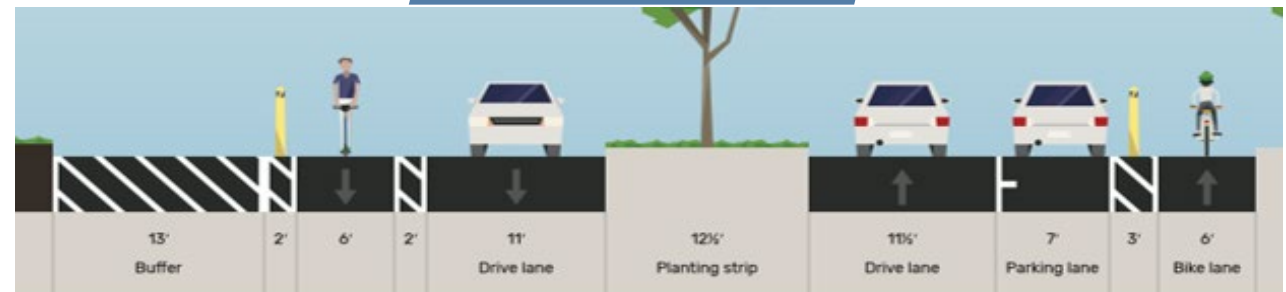 13' 2' 6' 2' 11' 12½' 11½' 7' 3' 6'
Buffer Drive lane Planting strip Drive lane Parking lane Bike lane